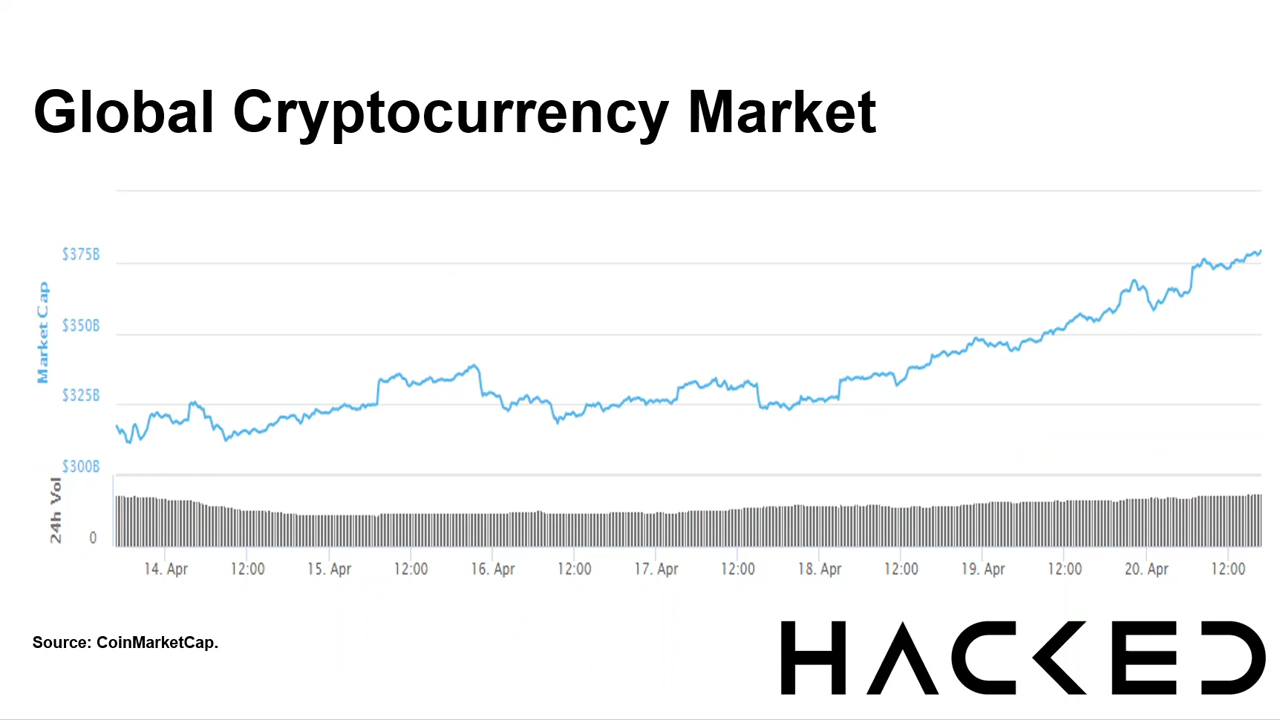 Global Cryptocurrency Market
$375B
$350B
$325B
$300B
Market Cap
24h Vol
0
14. Apr
12:00
15. Apr
12:00
16. Apr
12:00
17. Apr
12:00
18. Apr
12:00
19. Apr
12:00
20. Apr
12:00
Source: CoinMarketCap.
HACKED